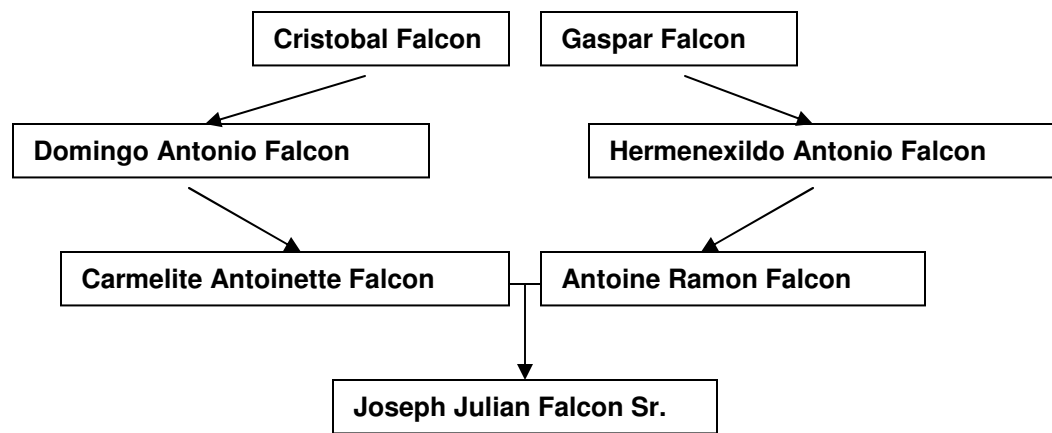 Cristobal Falcon
Gaspar Falcon
Domingo Antonio Falcon
Hermenexildo Antonio Falcon
Carmelite Antoinette Falcon
Antoine Ramon Falcon
Joseph Julian Falcon Sr.